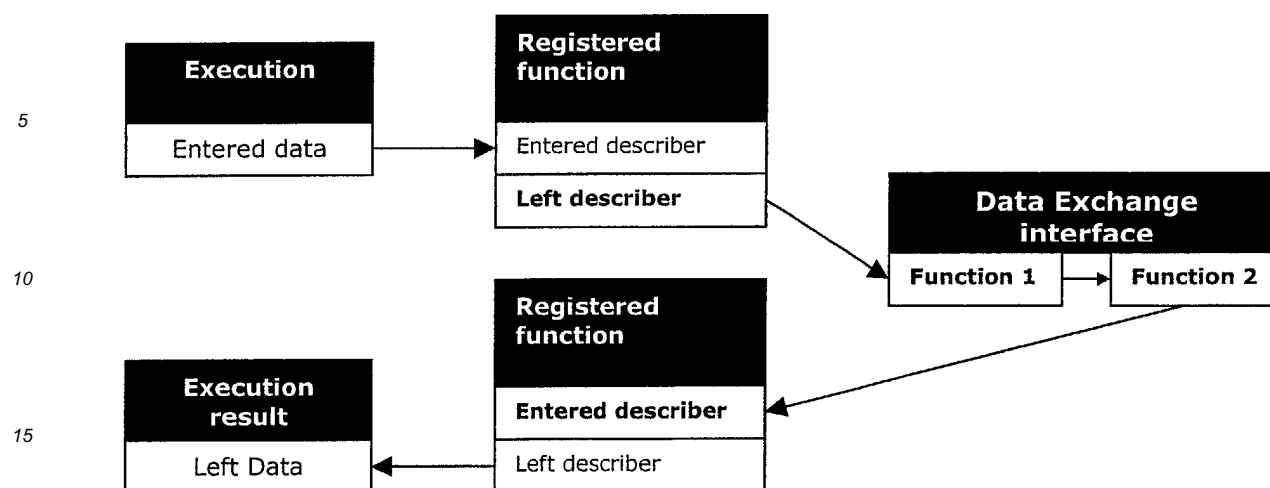 Execution
Entered data
Registered
function
Entered describer
Left describer
Data Exchange
interface
Function 1
Function 2
Registered
function
Entered describer
Left describer
Execution
result
Left Data
5
10
15